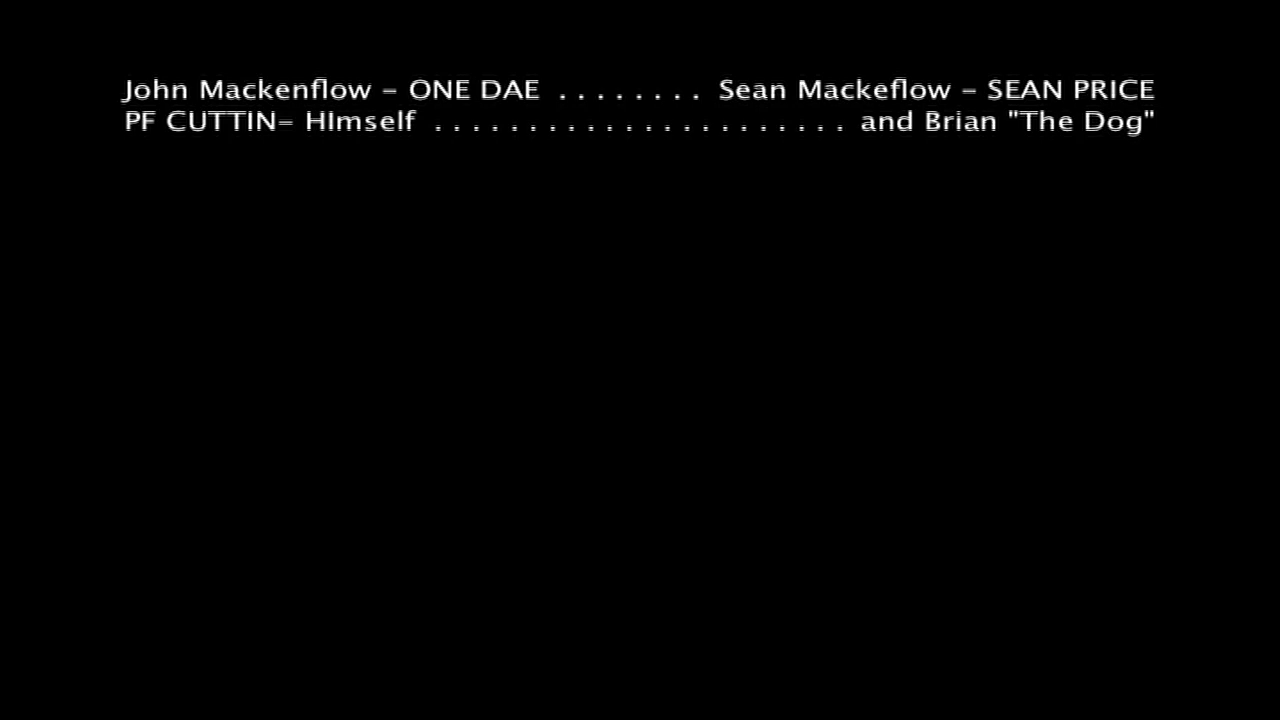 John Mackenflow - ONE DAE ........ Sean Mackeflow - SEAN PRICE
PF CUTTIN- HImself ...................... and Brian "The Dog"